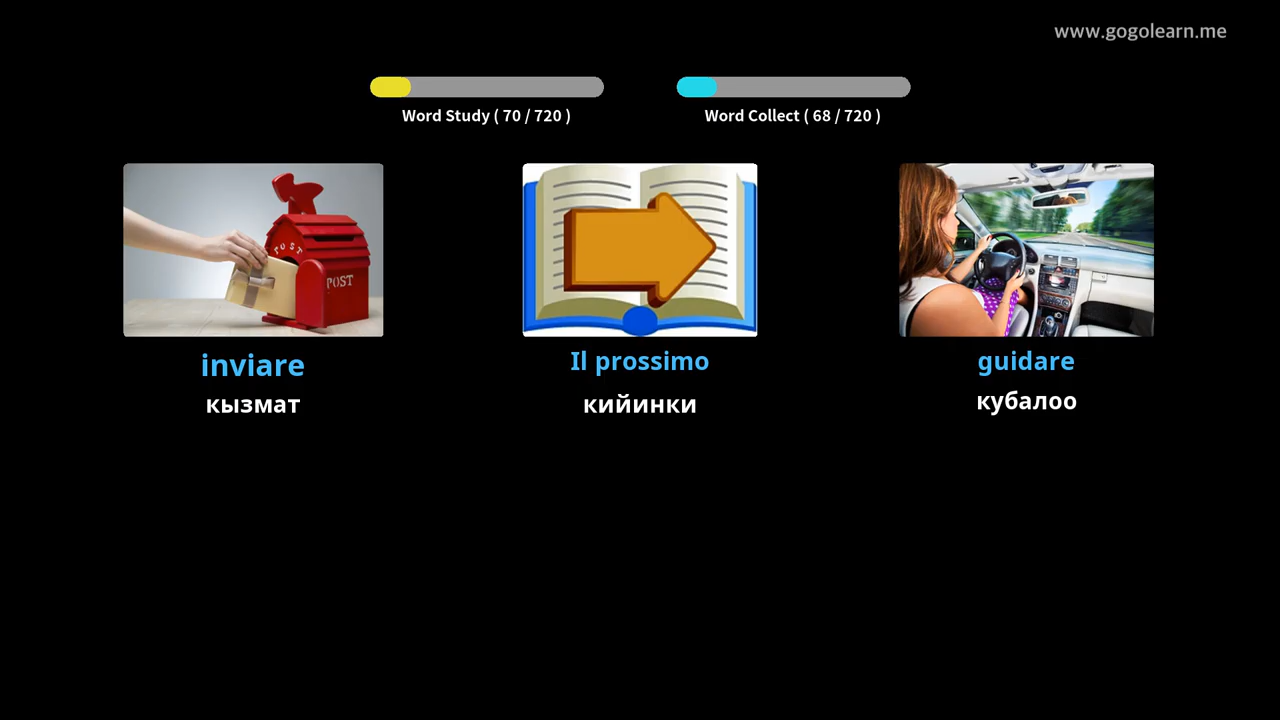 www.gogolearn.me
Word Study ( 70 / 720 )
Word Collect ( 68 / 720 )
POST
POST
inviare
Il prossimo
guidare
кызмат
кийинки
кубалоо